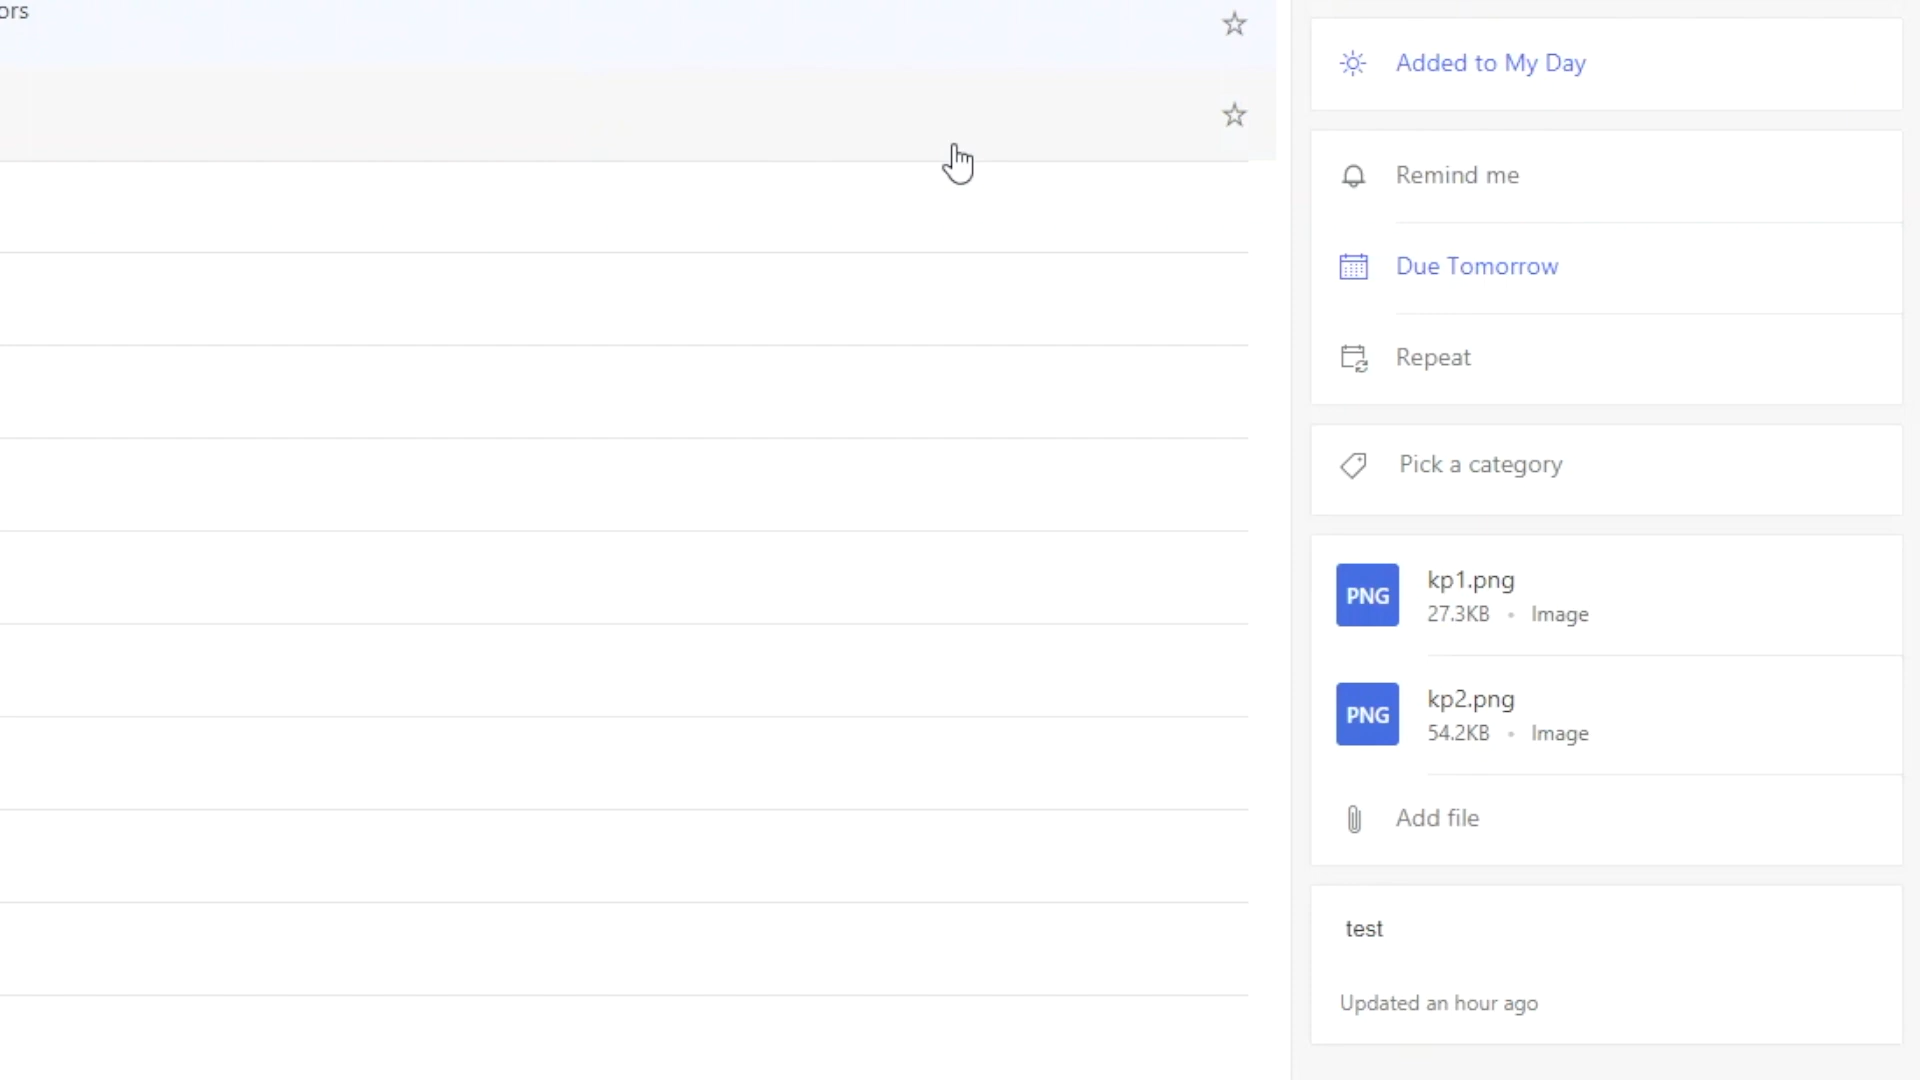 ors
Added to My Day
Remind me
Due Tomorrow
Repeat
Pick a category
PNG
kp1.png
27.3KB • Image
PNG
kp2.png
54.2KB • Image
Add file
test
Updated an hour ago